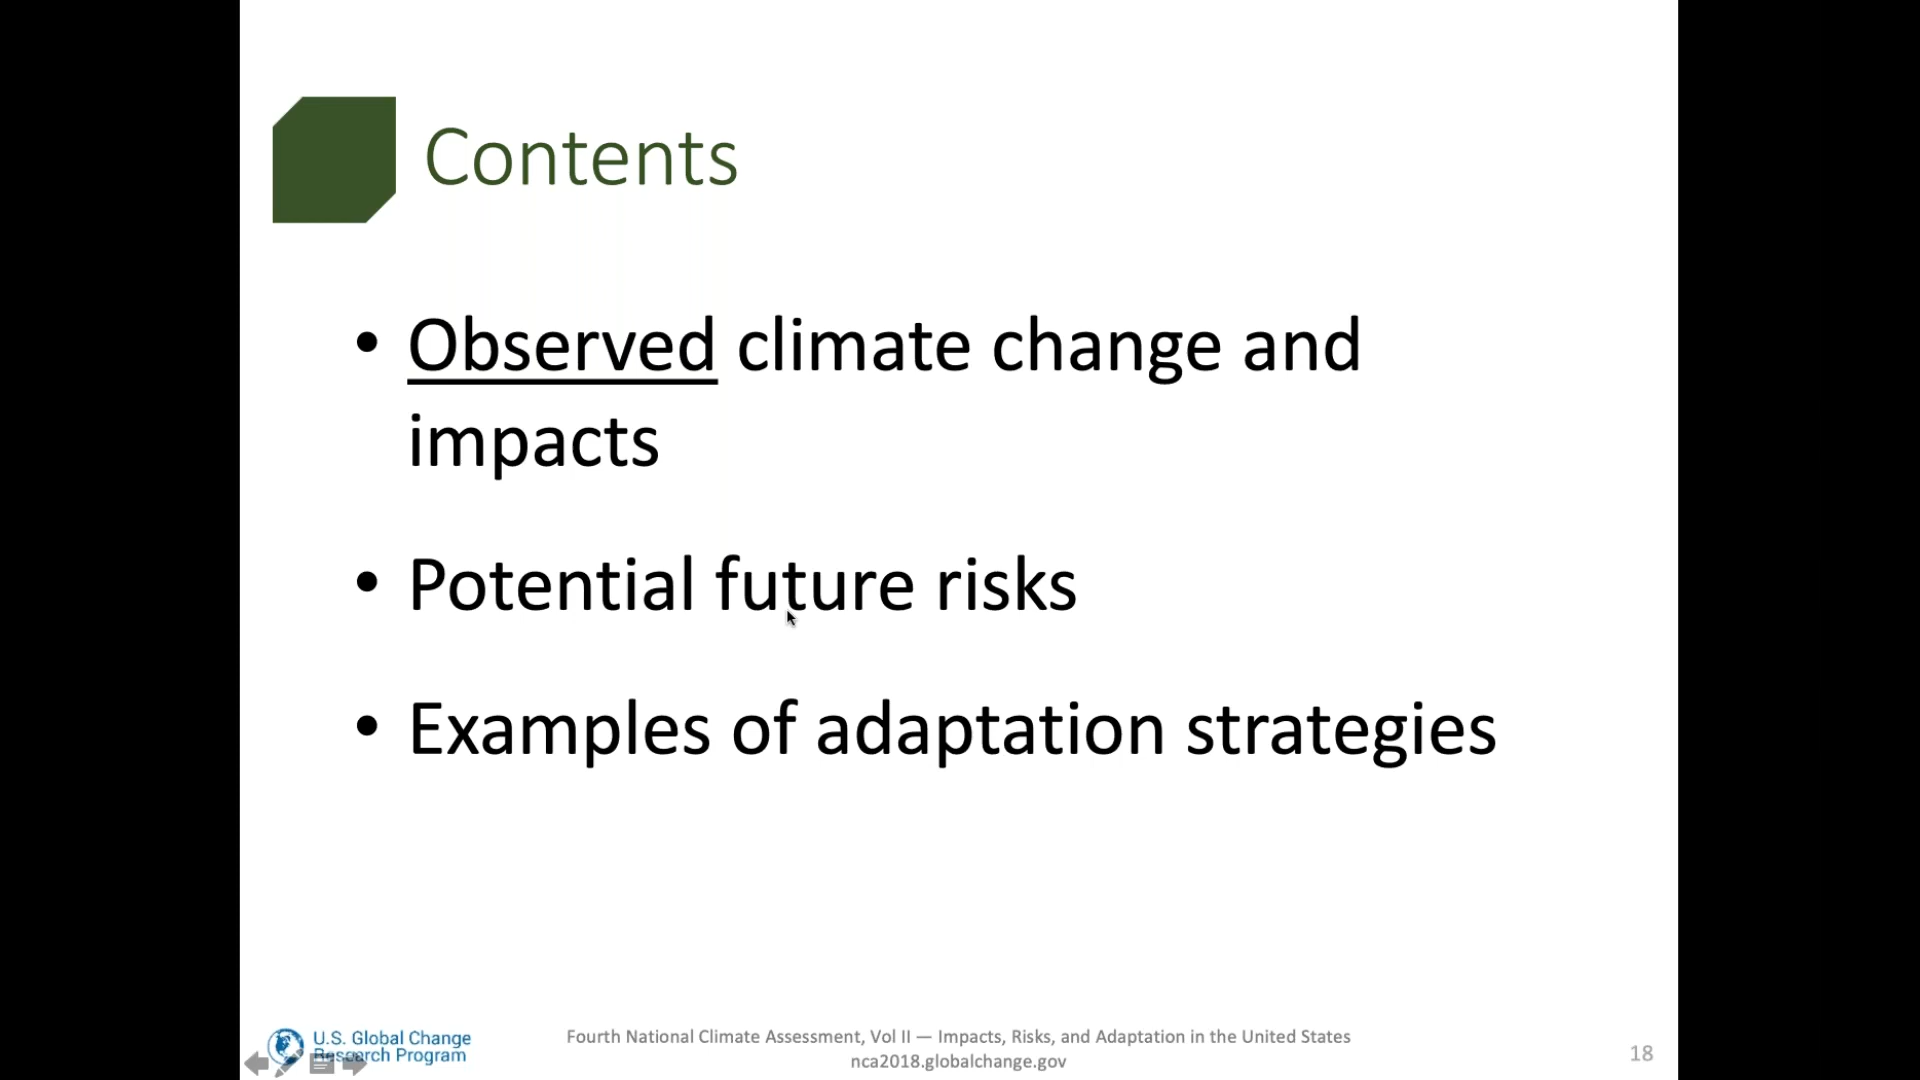 Contents
• Observed climate change and
impacts
• Potential future risks
• Examples of adaptation strategies
U.S. Global Change
Research Program
Fourth National Climate Assessment, Vol II — Impacts, Risks, and Adaptation in the United States
nca2018.globalchange.gov
18